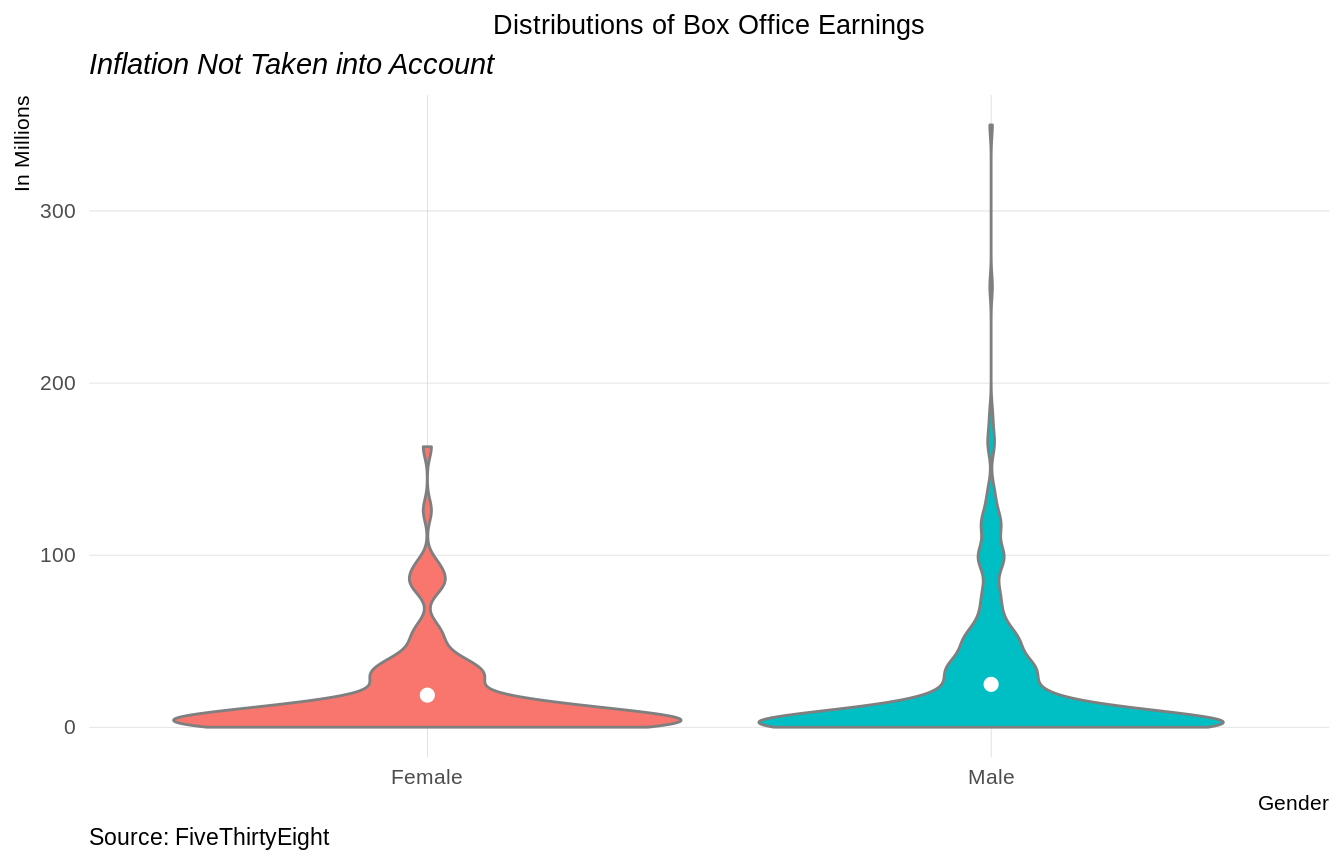 Distributions of Box Office Earnings
Inflation Not Taken into Account
In Millions
300
200
100
0
Female
Male
Gender
Source: FiveThirtyEight